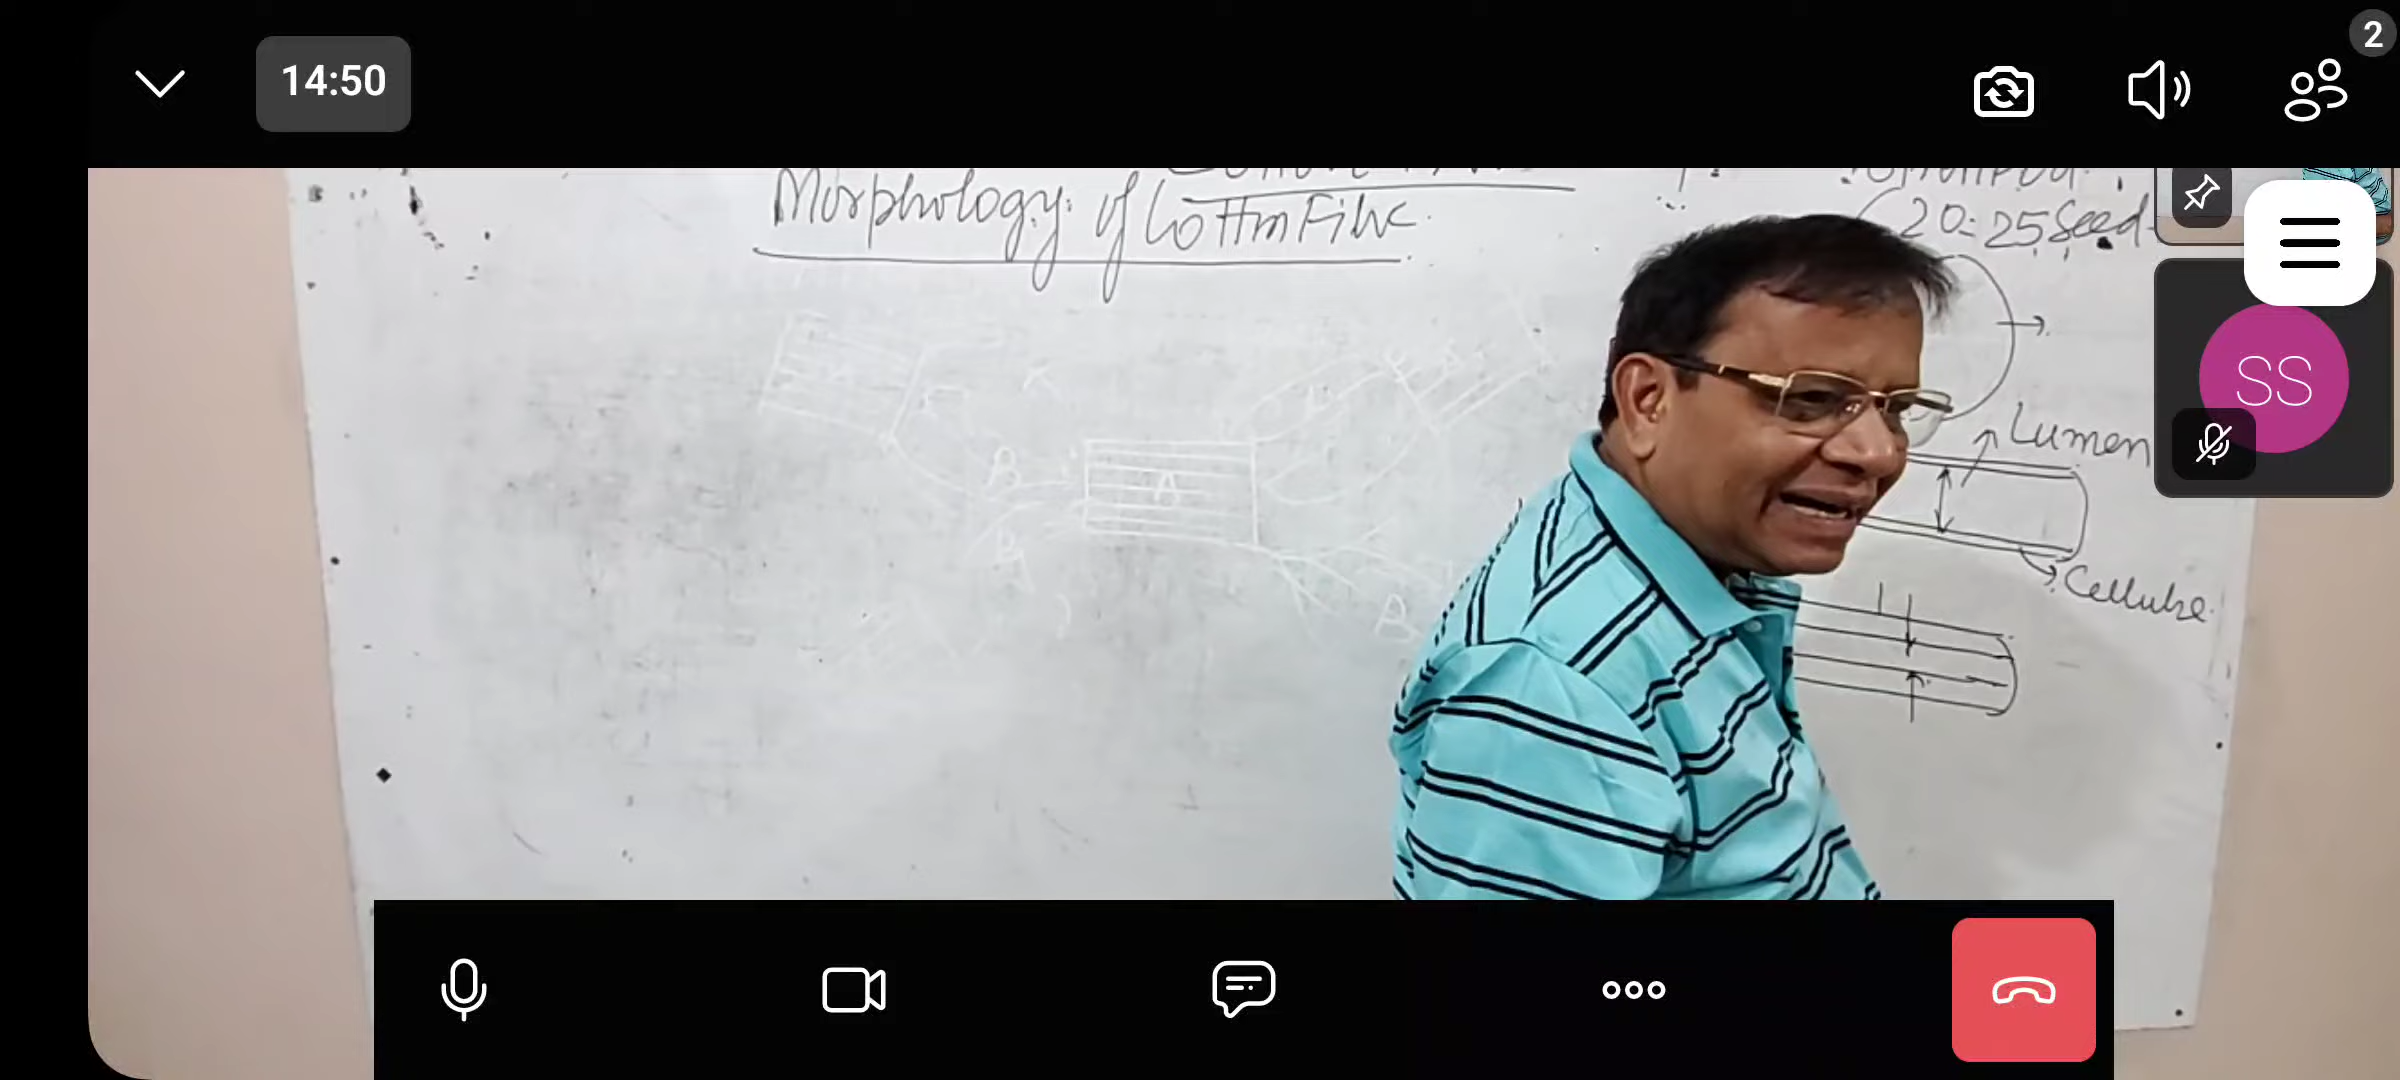 14:50
2
Morphology of Cotton Fibre
(20-25 Seed
SS
Lumen
A
B
A
B
Cellulose
B